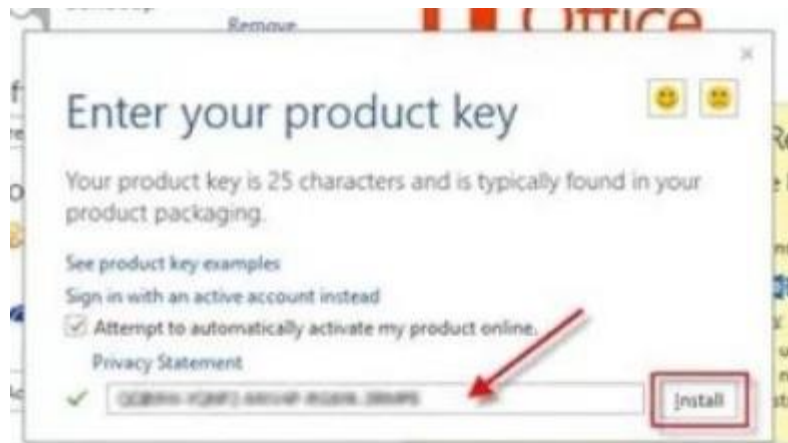 Remove
Office
Enter your product key
Your product key is 25 characters and is typically found in your
product packaging.
See product key examples
Sign in with an active account instead
Attempt to automatically activate my product online.
Privacy Statement
Install